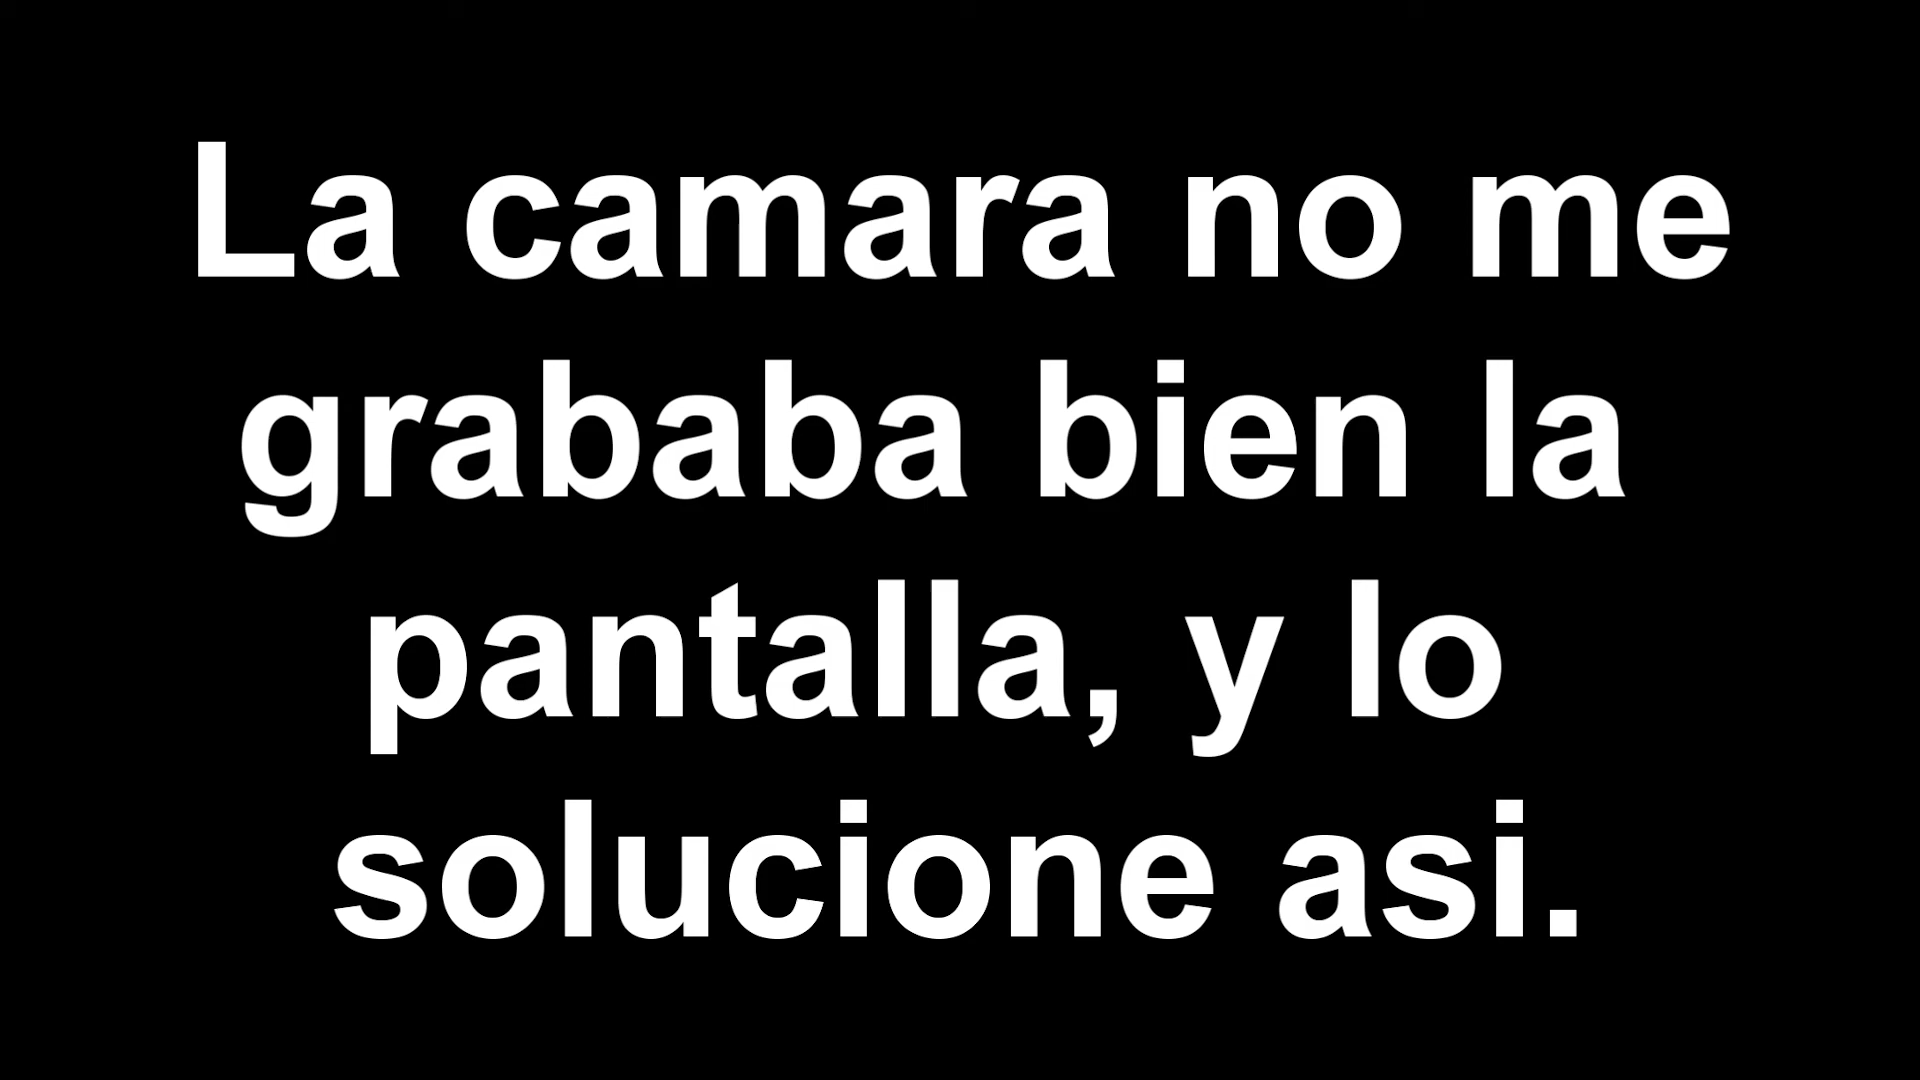 La camara no me
grababa bien la
pantalla, y lo
solucione asi.